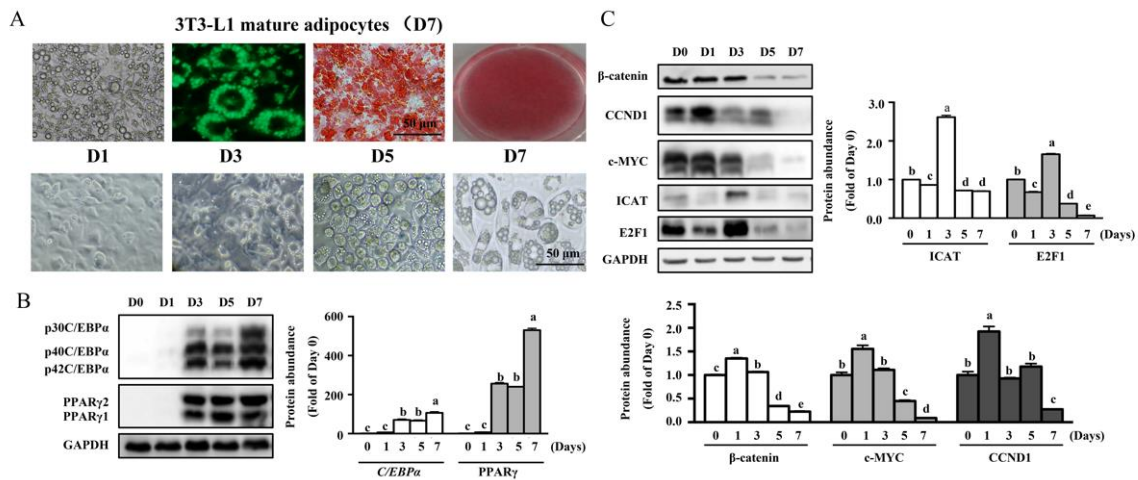 A
3T3-L1 mature adipocytes (D7)
50 μm
D1 D3 D5 D7
50 μm
B
D0 D1 D3 D5 D7
p30C/EBPα
p40C/EBPα
p42C/EBPα
PPARγ2
PPARγ1
GAPDH
Protein abundance
(Fold of Day 0)
600
400
200
0
c c b b a c c b b a
0 1 3 5 7 0 1 3 5 7 (Days)
C/EBPα PPARγ
C
D0 D1 D3 D5 D7
β-catenin
CCND1
c-MYC
ICAT
E2F1
GAPDH
Protein abundance
(Fold of Day 0)
3.0
2.0
1.0
0.0
b c a d d b c a d e
0 1 3 5 7 0 1 3 5 7 (Days)
ICAT E2F1
Protein abundance
(Fold of Day 0)
2.5
2.0
1.5
1.0
0.5
0.0
c a b d e b a b c d b a b b c
0 1 3 5 7 0 1 3 5 7 0 1 3 5 7 (Days)
β-catenin c-MYC CCND1